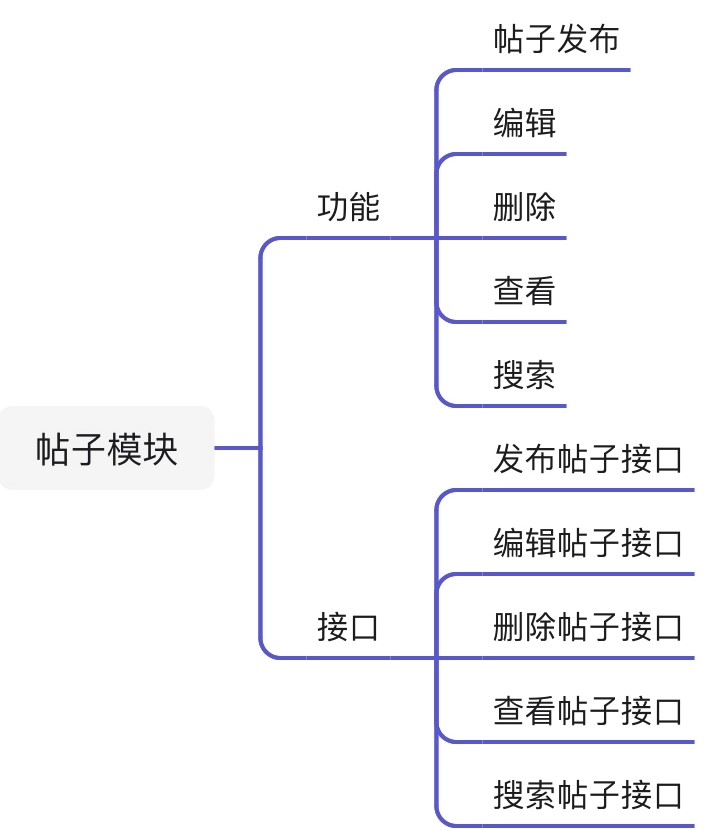 帖子模块
功能
帖子发布
编辑
删除
查看
搜索
接口
发布帖子接口
编辑帖子接口
删除帖子接口
查看帖子接口
搜索帖子接口